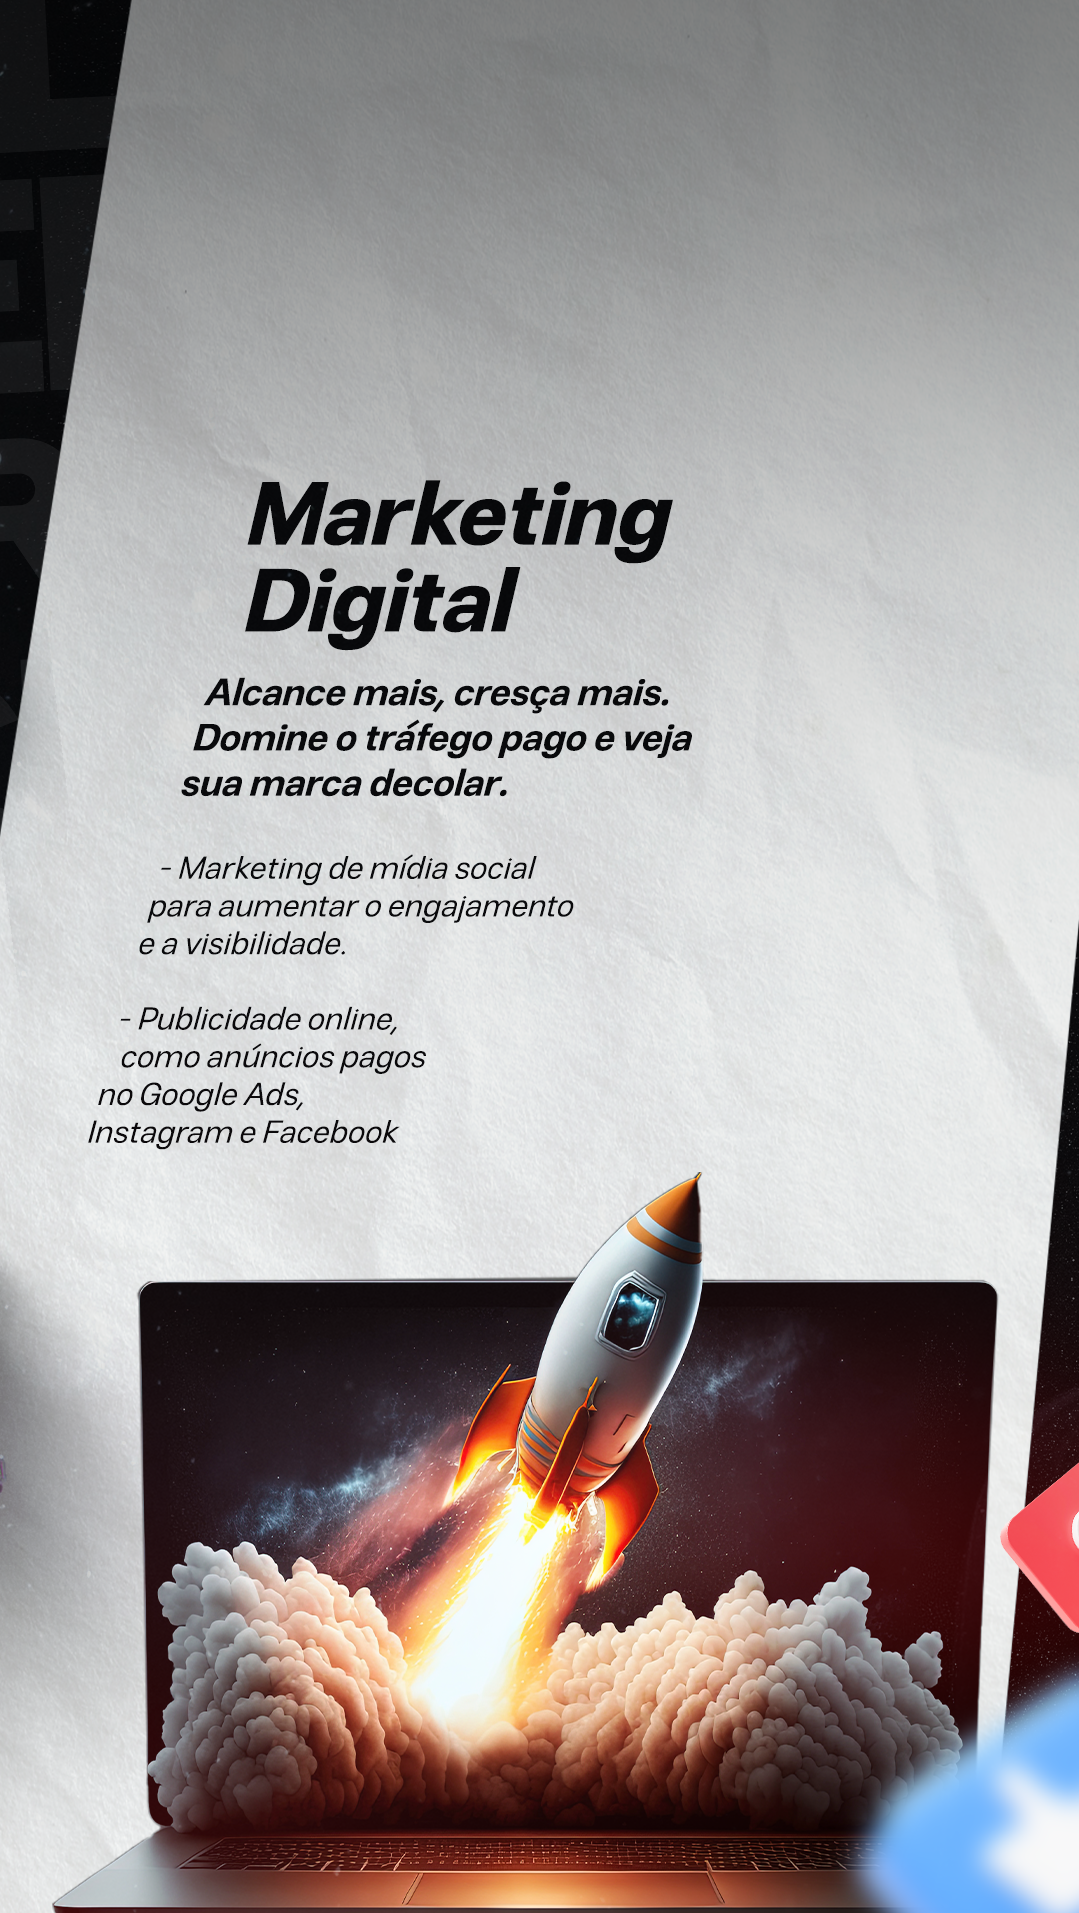 Marketing
Digital
Alcance mais, cresça mais.
Domine o tráfego pago e veja
sua marca decolar.
- Marketing de mídia social
para aumentar o engajamento
e a visibilidade.
- Publicidade online,
como anúncios pagos
no Google Ads,
Instagram e Facebook